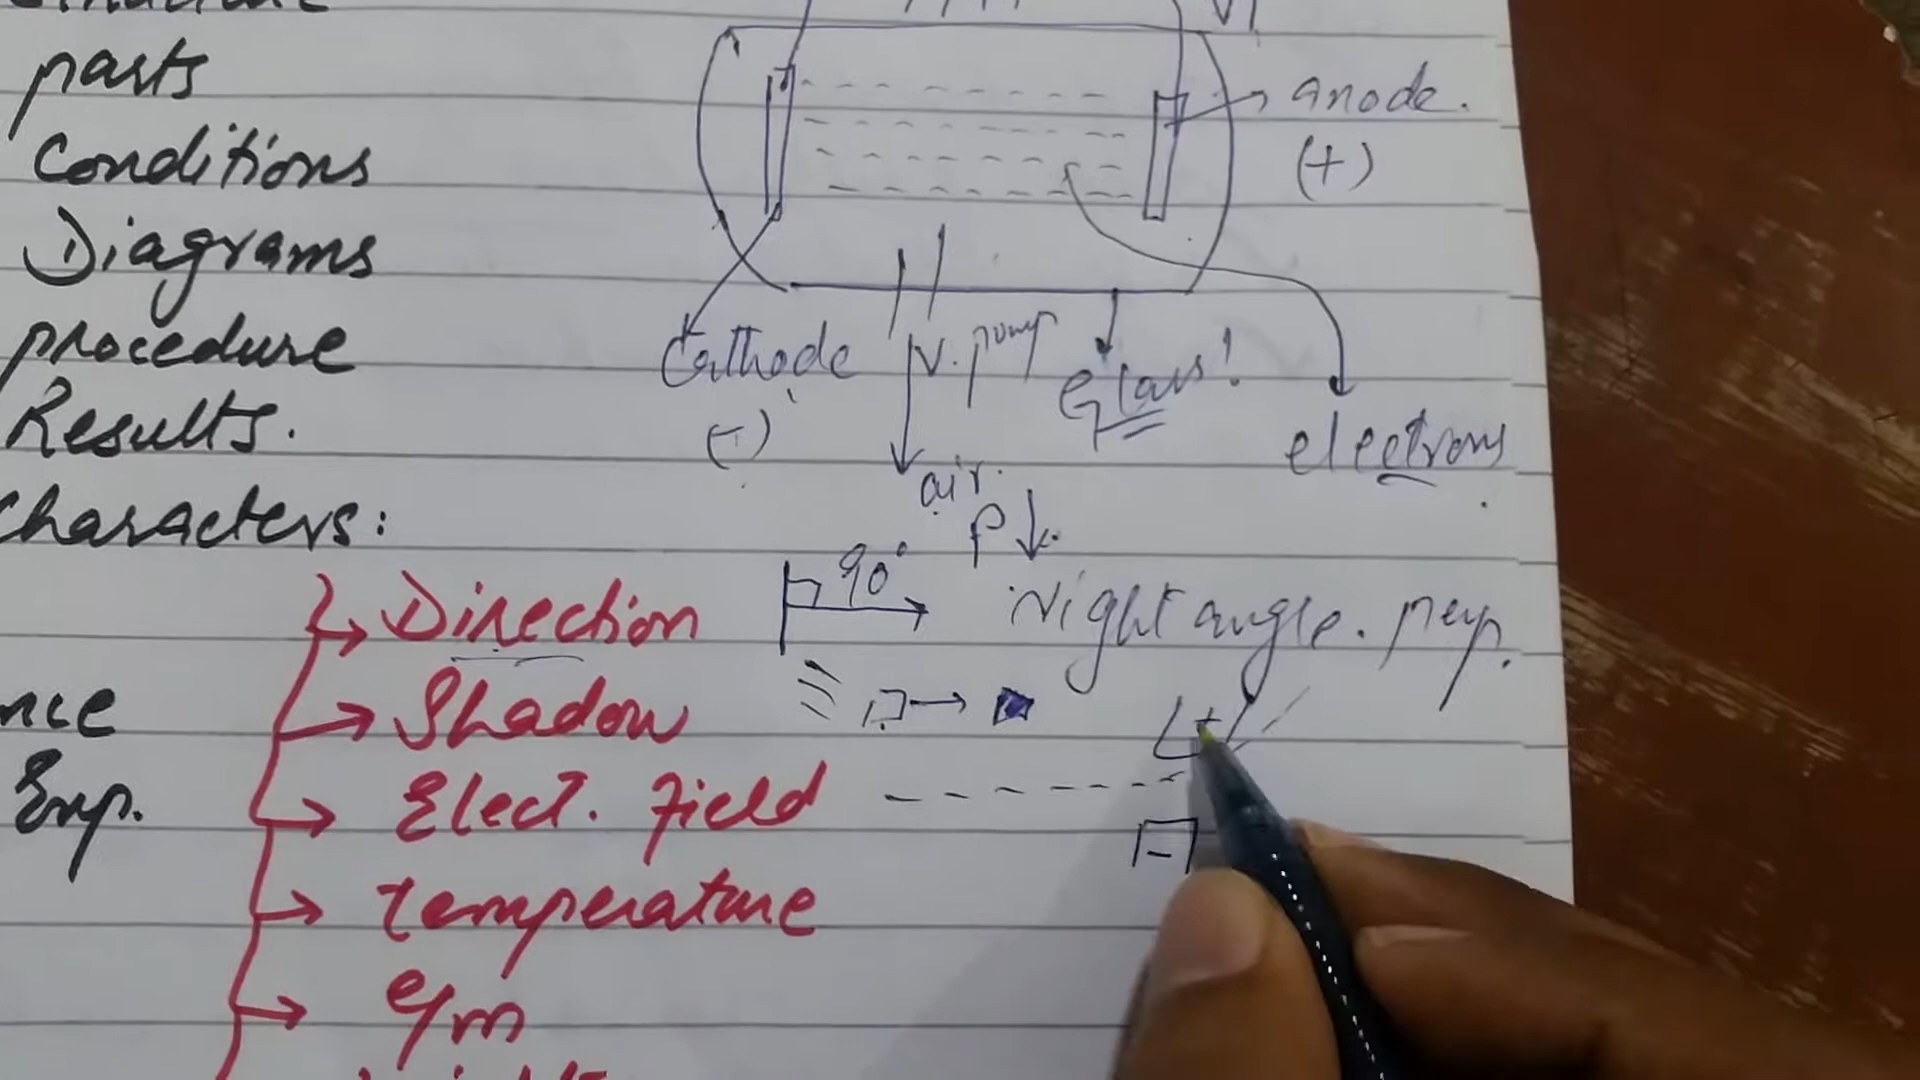 parts
Conditions
Diagrams
procedure
Results.
Characters:
nce
Exp.
anode.
(+)
Cathode
(-)
V. pump
Glass!
electrons
air.
P ↓
→ Direction
90°
right angle. perp.
→ Shadow
→ Elect. field
+
-
→ temperature
→ e/m